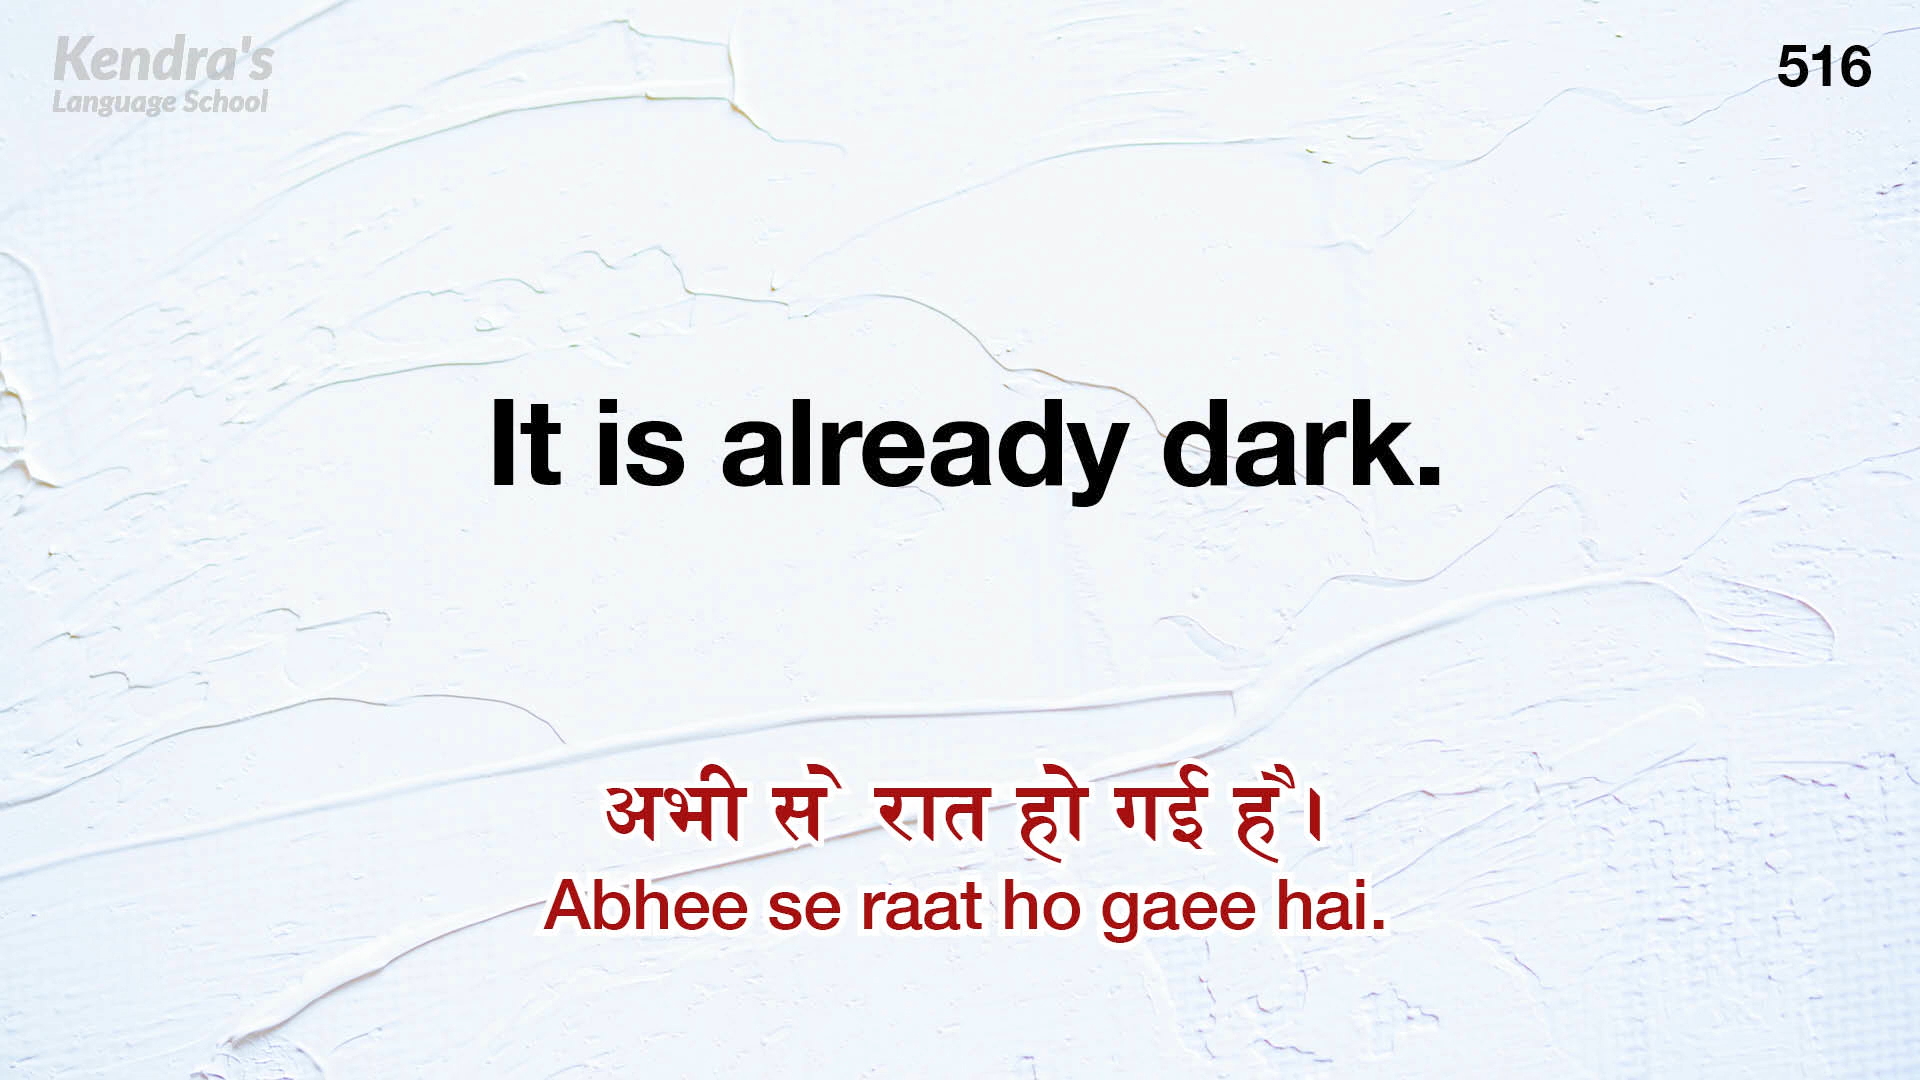 Kendra's
Language School
516
It is already dark.
अभी से रात हो गई है।
Abhee se raat ho gaee hai.